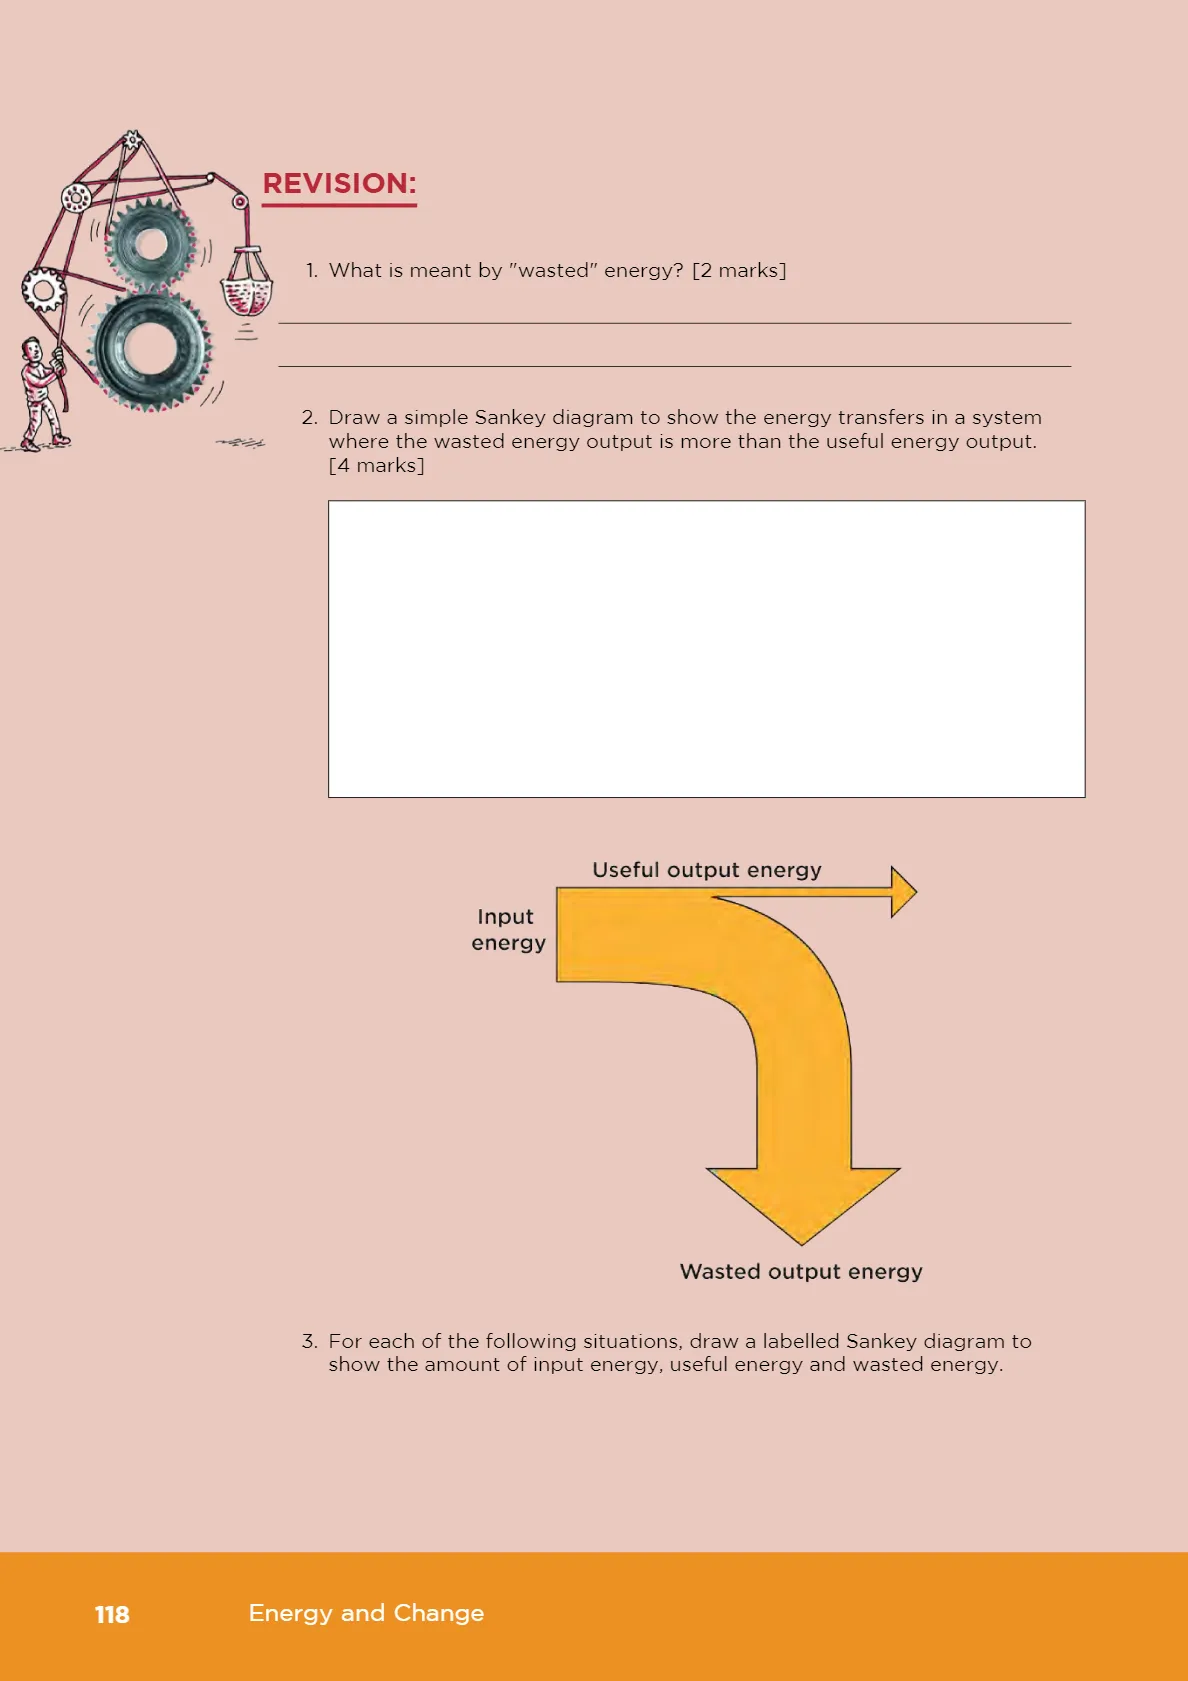 REVISION:
1. What is meant by "wasted" energy? [2 marks]
2. Draw a simple Sankey diagram to show the energy transfers in a system
where the wasted energy output is more than the useful energy output.
[4 marks]
Useful output energy
Input
energy
Wasted output energy
3. For each of the following situations, draw a labelled Sankey diagram to
show the amount of input energy, useful energy and wasted energy.
118 Energy and Change